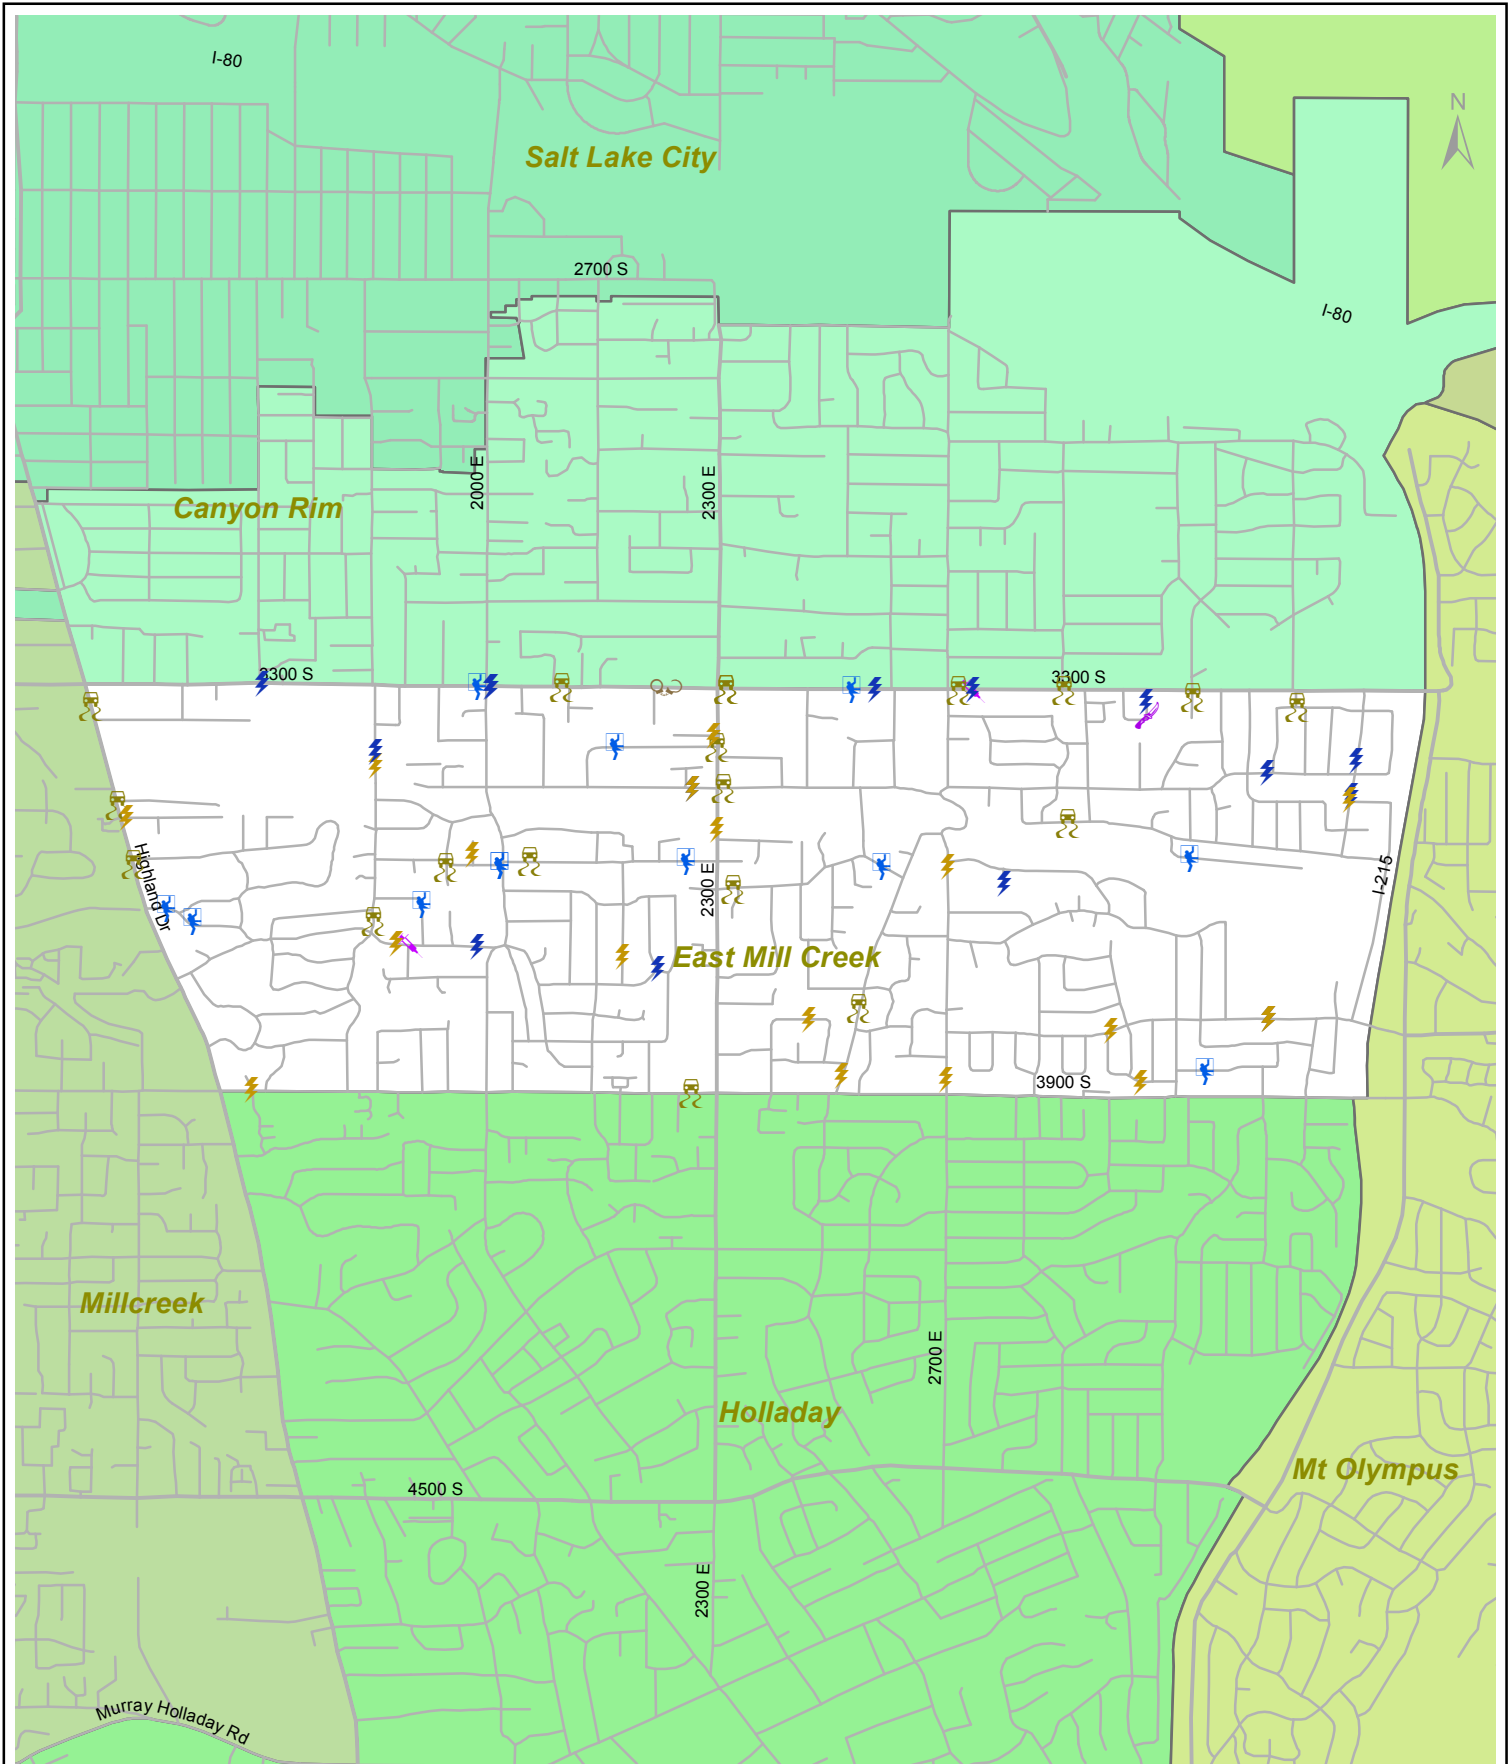 I-80
N
Salt Lake City
2700 S
I-80
2000 E
2300 E
Canyon Rim
3300 S
3300 S
Highland Dr
2300 E
I-215
East Mill Creek
3900 S
Millcreek
2700 E
Holladay
Mt Olympus
4500 S
2300 E
Murray Holladay Rd